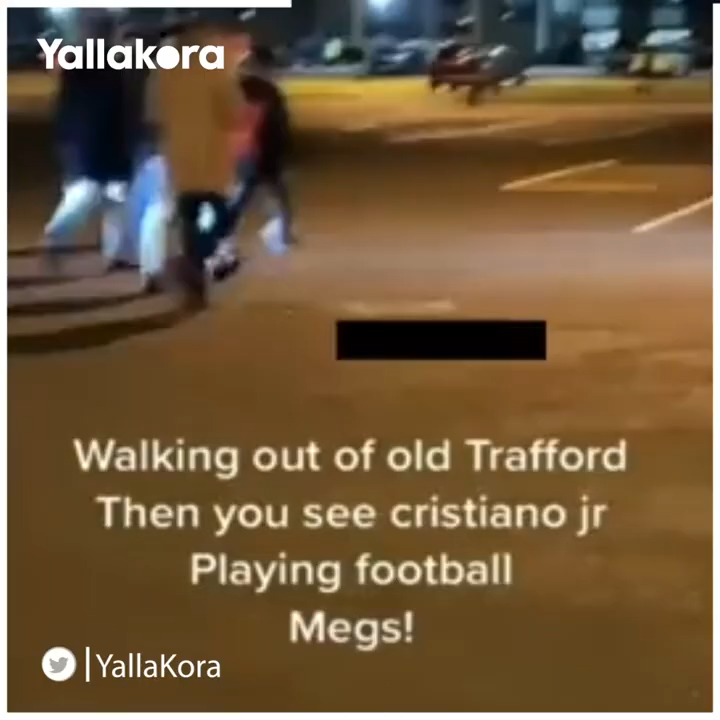 Yallakora
Walking out of old Trafford
Then you see cristiano jr
Playing football
Megs!
|YallaKora